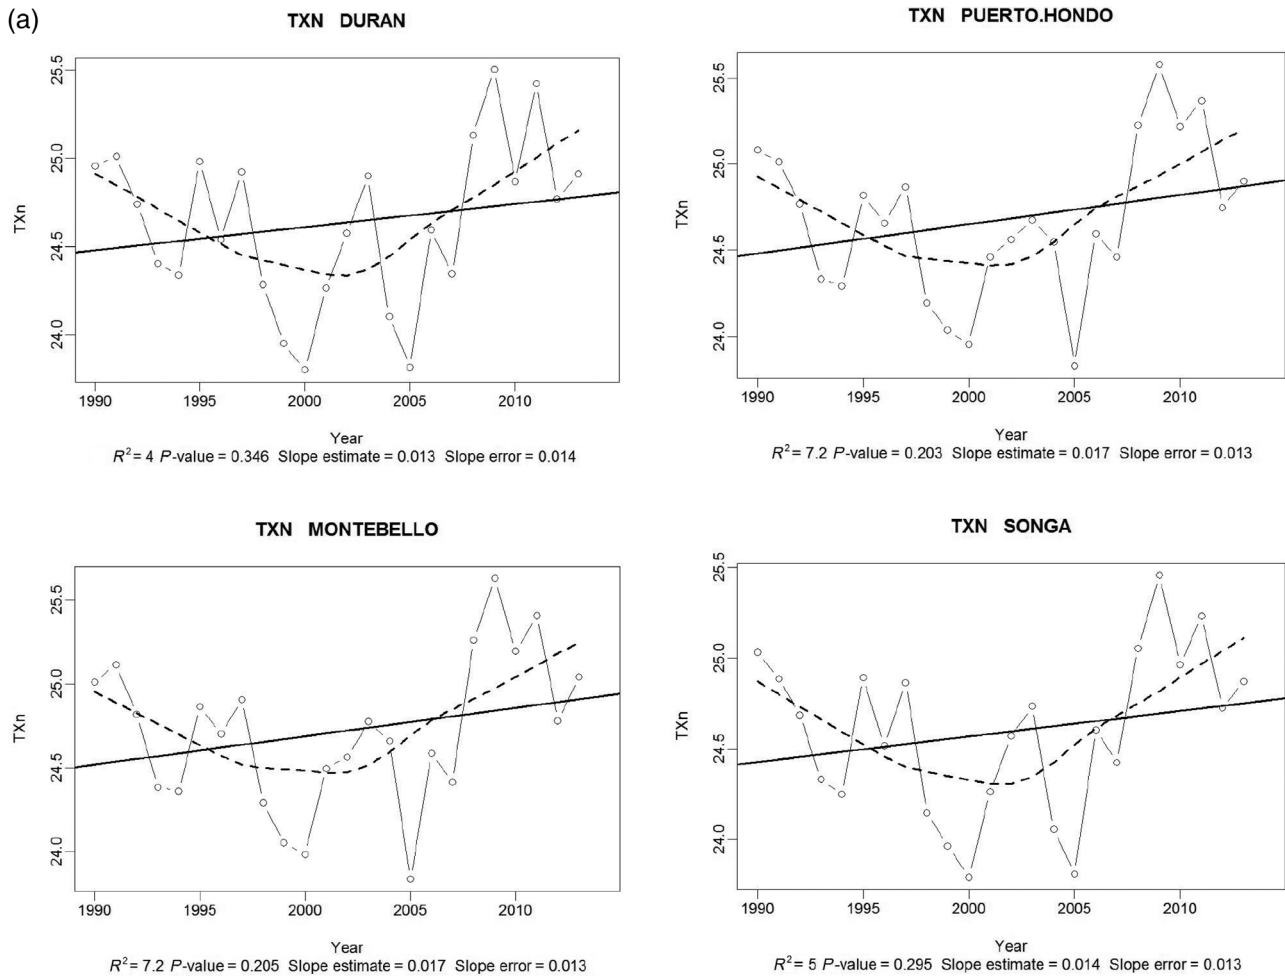 (a)
TXN DURAN
TXn
25.5
25.0
24.5
24.0
1990 1995 2000 2005 2010
Year
R² = 4 P-value = 0.346 Slope estimate = 0.013 Slope error = 0.014
TXN PUERTO.HONDO
TXn
25.5
25.0
24.5
24.0
1990 1995 2000 2005 2010
Year
R² = 7.2 P-value = 0.203 Slope estimate = 0.017 Slope error = 0.013
TXN MONTEBELLO
TXn
25.5
25.0
24.5
24.0
1990 1995 2000 2005 2010
Year
R² = 7.2 P-value = 0.205 Slope estimate = 0.017 Slope error = 0.013
TXN SONGA
TXn
25.5
25.0
24.5
24.0
1990 1995 2000 2005 2010
Year
R² = 5 P-value = 0.295 Slope estimate = 0.014 Slope error = 0.013